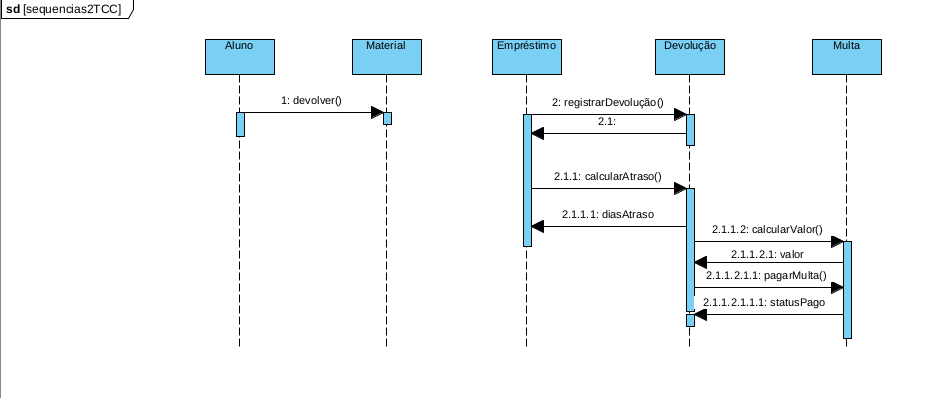 sd [sequencias2TCC]
Aluno
Material
Empréstimo
Devolução
Multa
1: devolver()
2: registrarDevolução()
2.1:
2.1.1: calcularAtraso()
2.1.1.1: diasAtraso
2.1.1.2: calcularValor()
2.1.1.2.1: valor
2.1.1.2.1.1: pagarMulta()
2.1.1.2.1.1.1: statusPago